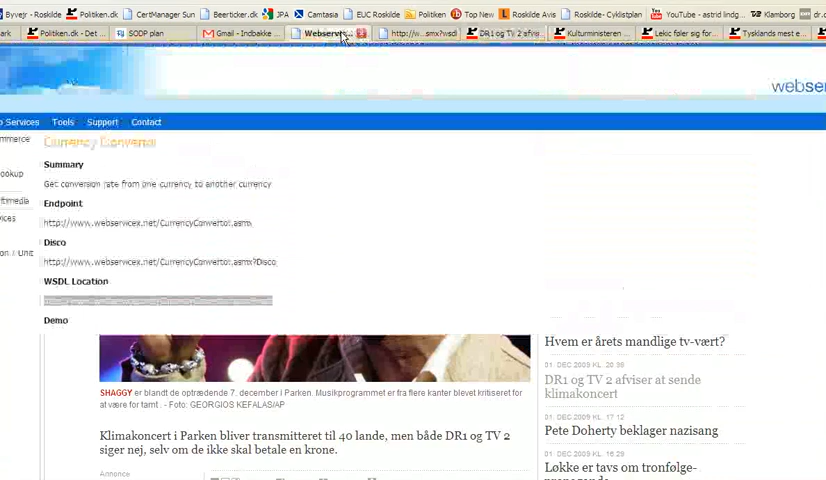 Byvejr - Roskilde Politiken.dk CertManager Sun Beerticker.dk JPA Camtasia EUC Roskilde Politiken Top New Roskilde Avis Roskilde- Cyklistplan YouTube - astrid lindg... Klamborg
ark Politiken.dk - Det ... SODP plan Gmail - Indbakke ... Webserv... http://w...smx?wsdl DR1 og TV 2 afvis... Kulturministeren ... Lekic føler sig for... Tysklands mest e...
webser
o Services Tools Support Contact
mmerce
Currency Convertor
Summary
ookup
Get conversion rate from one currency to another currency
timedia
Endpoint
ices
http://www.webservicex.net/CurrencyConvertor.asmx
Disco
on / Unit
http://www.webservicex.net/CurrencyConvertor.asmx?Disco
WSDL Location
Demo
Hvem er årets mandlige tv-vært?
01. DEC 2009 KL. 20.36
DR1 og TV 2 afviser at sende
klimakoncert
SHAGGY er blandt de optrædende 7. december i Parken. Musikprogrammet er fra flere kanter blevet kritiseret for
at være for tamt . - Foto: GEORGIOS KEFALAS/AP
01. DEC 2009 KL. 17.12
Pete Doherty beklager nazisang
Klimakoncert i Parken bliver transmitteret til 40 lande, men både DR1 og TV 2
siger nej, selv om de ikke skal betale en krone.
01. DEC 2009 KL. 16.29
Løkke er tavs om tronfølge-
Annonce